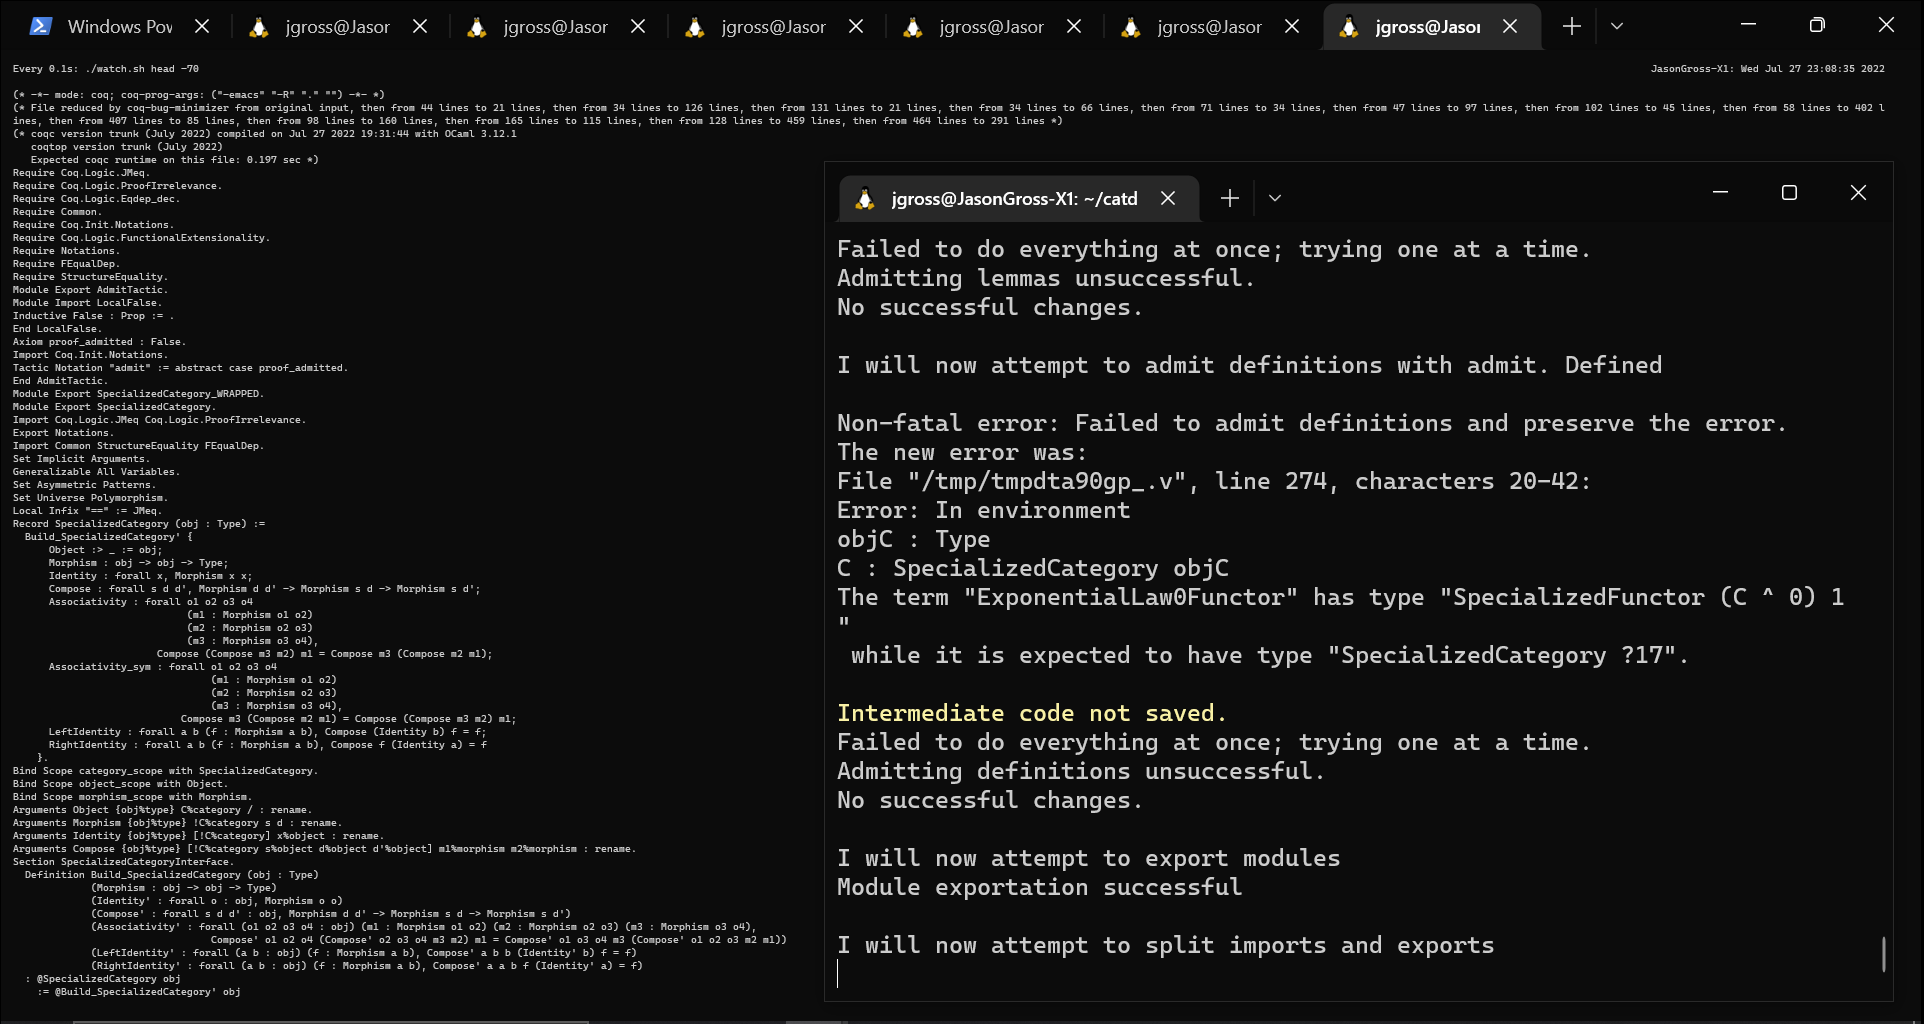 Windows Pow
jgross@Jasor
jgross@Jasor
jgross@Jasor
jgross@Jasor
jgross@Jasor
jgross@Jasor
Every 0.1s: ./watch.sh head -70
JasonGross-X1: Wed Jul 27 23:08:35 2022
(* -*- mode: coq; coq-prog-args: ("-emacs" "-R" "." "") -*- *)
(* File reduced by coq-bug-minimizer from original input, then from 44 lines to 21 lines, then from 34 lines to 126 lines, then from 131 lines to 21 lines, then from 34 lines to 66 lines, then from 71 lines to 34 lines, then from 47 lines to 97 lines, then from 102 lines to 45 lines, then from 58 lines to 402 l
ines, then from 407 lines to 85 lines, then from 98 lines to 160 lines, then from 165 lines to 115 lines, then from 128 lines to 459 lines, then from 464 lines to 291 lines *)
(* coqc version trunk (July 2022) compiled on Jul 27 2022 19:31:44 with OCaml 3.12.1
   coqtop version trunk (July 2022)
   Expected coqc runtime on this file: 0.197 sec *)
Require Coq.Logic.JMeq.
Require Coq.Logic.ProofIrrelevance.
Require Coq.Logic.Eqdep_dec.
Require Common.
Require Coq.Init.Notations.
Require Coq.Logic.FunctionalExtensionality.
Require Notations.
Require FEqualDep.
Require StructureEquality.
Module Export AdmitTactic.
Module Import LocalFalse.
Inductive False : Prop := .
End LocalFalse.
Axiom proof_admitted : False.
Import Coq.Init.Notations.
Tactic Notation "admit" := abstract case proof_admitted.
End AdmitTactic.
Module Export SpecializedCategory_WRAPPED.
Module Export SpecializedCategory.
Import Coq.Logic.JMeq Coq.Logic.ProofIrrelevance.
Export Notations.
Import Common StructureEquality FEqualDep.
Set Implicit Arguments.
Generalizable All Variables.
Set Asymmetric Patterns.
Set Universe Polymorphism.
Local Infix "==" := JMeq.
Record SpecializedCategory (obj : Type) :=
  Build_SpecializedCategory' {
      Object :> _ := obj;
      Morphism : obj -> obj -> Type;
      Identity : forall x, Morphism x x;
      Compose : forall s d d', Morphism d d' -> Morphism s d -> Morphism s d';
      Associativity : forall o1 o2 o3 o4
                             (m1 : Morphism o1 o2)
                             (m2 : Morphism o2 o3)
                             (m3 : Morphism o3 o4),
                        Compose (Compose m3 m2) m1 = Compose m3 (Compose m2 m1);
      Associativity_sym : forall o1 o2 o3 o4
                                 (m1 : Morphism o1 o2)
                                 (m2 : Morphism o2 o3)
                                 (m3 : Morphism o3 o4),
                            Compose m3 (Compose m2 m1) = Compose (Compose m3 m2) m1;
      LeftIdentity : forall a b (f : Morphism a b), Compose (Identity b) f = f;
      RightIdentity : forall a b (f : Morphism a b), Compose f (Identity a) = f
    }.
Bind Scope category_scope with SpecializedCategory.
Bind Scope object_scope with Object.
Bind Scope morphism_scope with Morphism.
Arguments Object {obj%type} C%category / : rename.
Arguments Morphism {obj%type} !C%category s d : rename.
Arguments Identity {obj%type} [!C%category] x%object : rename.
Arguments Compose {obj%type} [!C%category s%object d%object d'%object] m1%morphism m2%morphism : rename.
Section SpecializedCategoryInterface.
  Definition Build_SpecializedCategory (obj : Type)
             (Morphism : obj -> obj -> Type)
             (Identity' : forall o : obj, Morphism o o)
             (Compose' : forall s d d' : obj, Morphism d d' -> Morphism s d -> Morphism s d')
             (Associativity' : forall (o1 o2 o3 o4 : obj) (m1 : Morphism o1 o2) (m2 : Morphism o2 o3) (m3 : Morphism o3 o4),
                                 Compose' o1 o2 o4 (Compose' o2 o3 o4 m3 m2) m1 = Compose' o1 o3 o4 m3 (Compose' o1 o2 o3 m2 m1))
             (LeftIdentity' : forall (a b : obj) (f : Morphism a b), Compose' a b b (Identity' b) f = f)
             (RightIdentity' : forall (a b : obj) (f : Morphism a b), Compose' a a b f (Identity' a) = f)
  : @SpecializedCategory obj
    := @Build_SpecializedCategory' obj
jgross@JasonGross-X1: ~/catd
Failed to do everything at once; trying one at a time.
Admitting lemmas unsuccessful.
No successful changes.
I will now attempt to admit definitions with admit. Defined
Non-fatal error: Failed to admit definitions and preserve the error.
The new error was:
File "/tmp/tmpdta90gp_.v", line 274, characters 20-42:
Error: In environment
objC : Type
C : SpecializedCategory objC
The term "ExponentialLaw0Functor" has type "SpecializedFunctor (C ^ 0) 1
"
 while it is expected to have type "SpecializedCategory ?17".
Intermediate code not saved.
Failed to do everything at once; trying one at a time.
Admitting definitions unsuccessful.
No successful changes.
I will now attempt to export modules
Module exportation successful
I will now attempt to split imports and exports